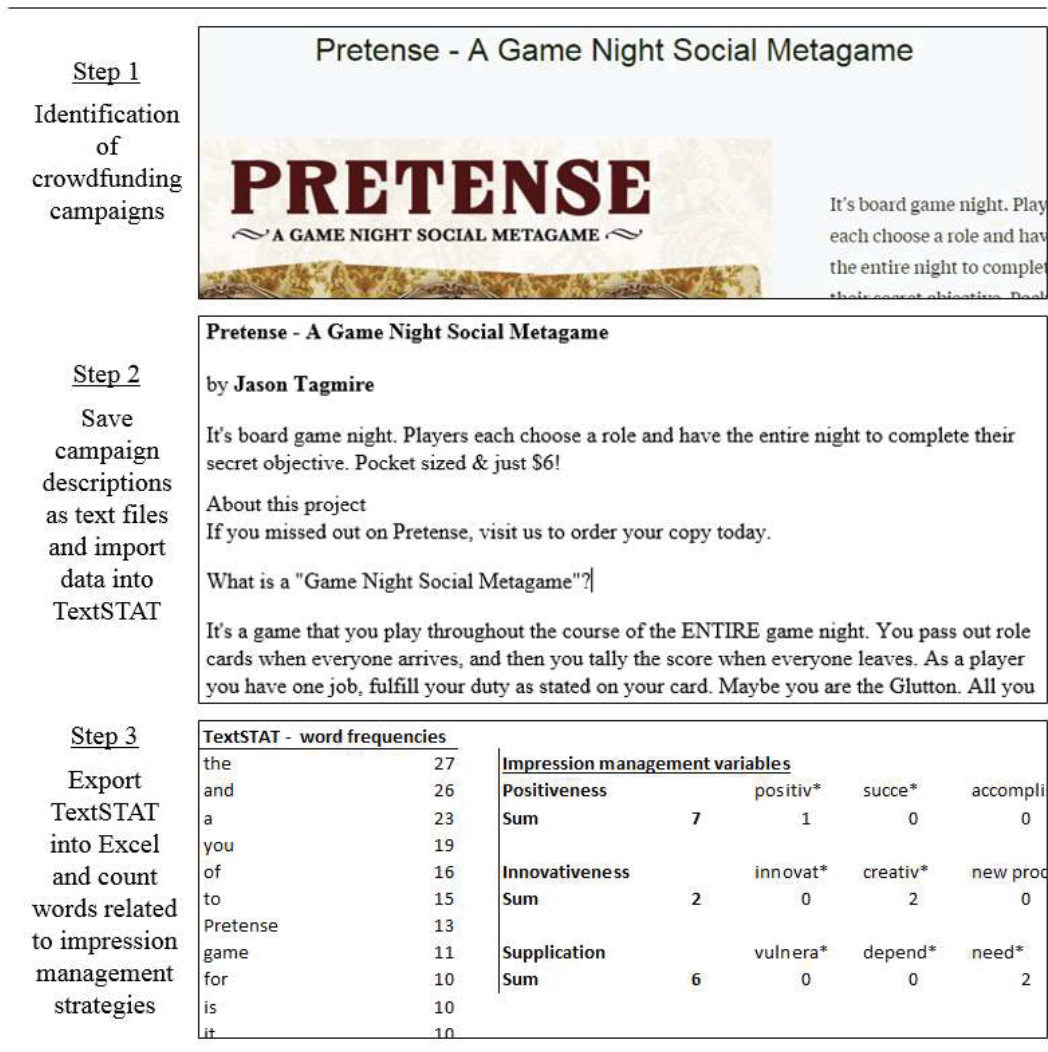 Step 1
Identification
of
crowdfunding
campaigns
Pretense - A Game Night Social Metagame
PRETENSE
A GAME NIGHT SOCIAL METAGAME
It's board game night. Play
each choose a role and hav
the entire night to complet
their secret objective. Pock
Step 2
Save
campaign
descriptions
as text files
and import
data into
TextSTAT
Pretense - A Game Night Social Metagame
by Jason Tagmire
It's board game night. Players each choose a role and have the entire night to complete their
secret objective. Pocket sized & just $6!
About this project
If you missed out on Pretense, visit us to order your copy today.
What is a "Game Night Social Metagame"?
It's a game that you play throughout the course of the ENTIRE game night. You pass out role
cards when everyone arrives, and then you tally the score when everyone leaves. As a player
you have one job, fulfill your duty as stated on your card. Maybe you are the Glutton. All you
Step 3
Export
TextSTAT
into Excel
and count
words related
to impression
management
strategies
TextSTAT - word frequencies
the 27
and 26
a 23
you 19
of 16
to 15
Pretense 13
game 11
for 10
is 10
it 10
Impression management variables
Positiveness positiv* succe* accompli
Sum 7 1 0 0
Innovativeness innovat* creativ* new prod
Sum 2 0 2 0
Supplication vulnera* depend* need*
Sum 6 0 0 2